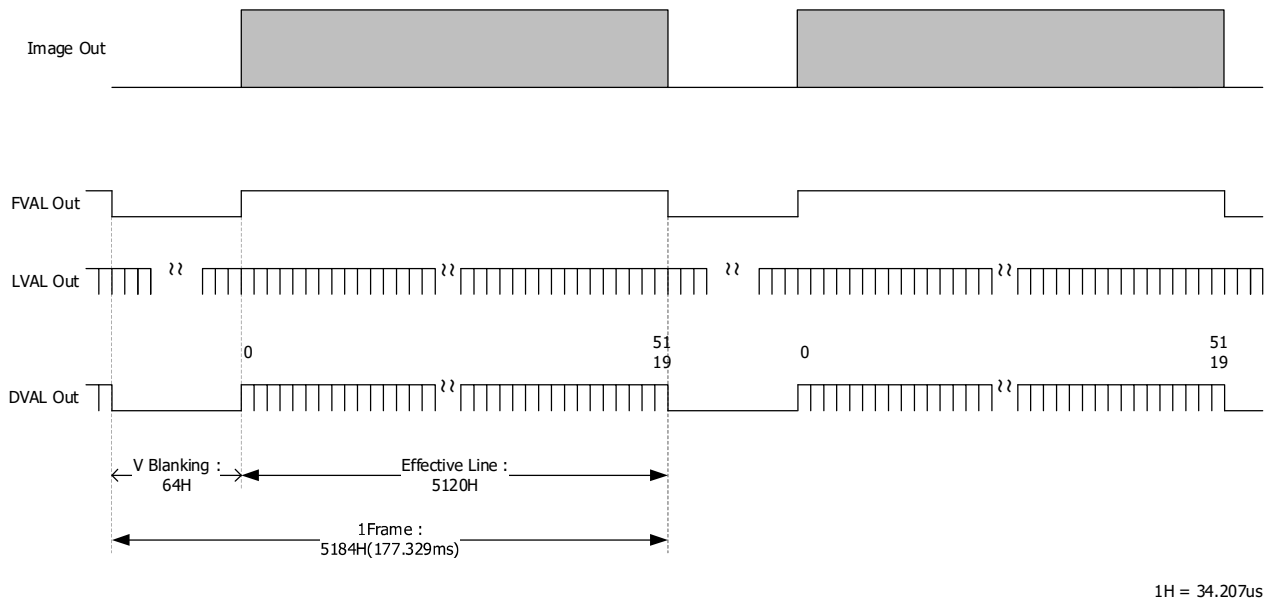 Image Out
FVAL Out
LVAL Out
0
51
19
0
51
19
DVAL Out
V Blanking :
64H
Effective Line :
5120H
1Frame :
5184H(177.329ms)
1H = 34.207us